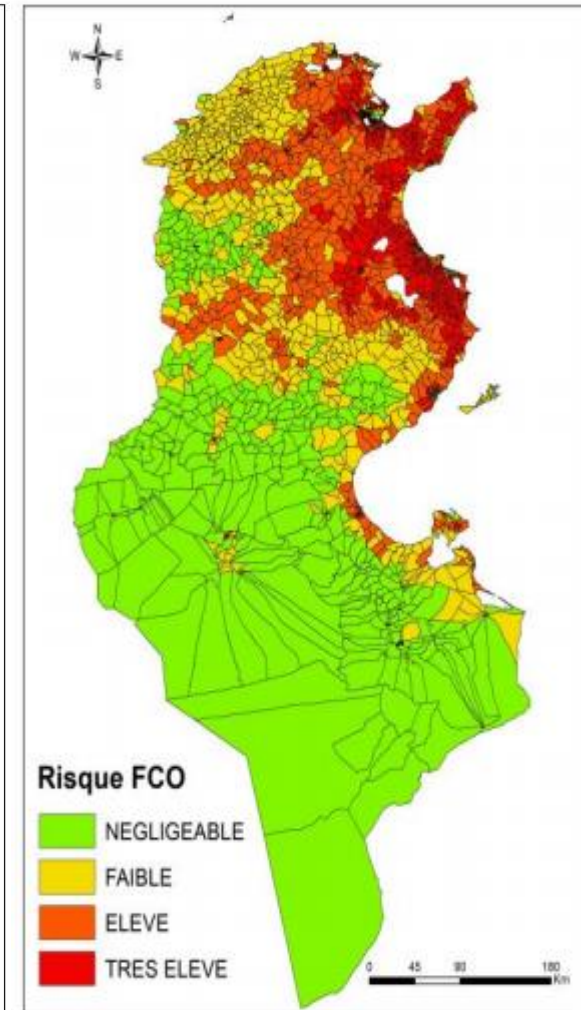 N
W E
S
Risque FCO
NEGLIGEABLE
FAIBLE
ELEVE
TRES ELEVE
0 45 90 180
Km